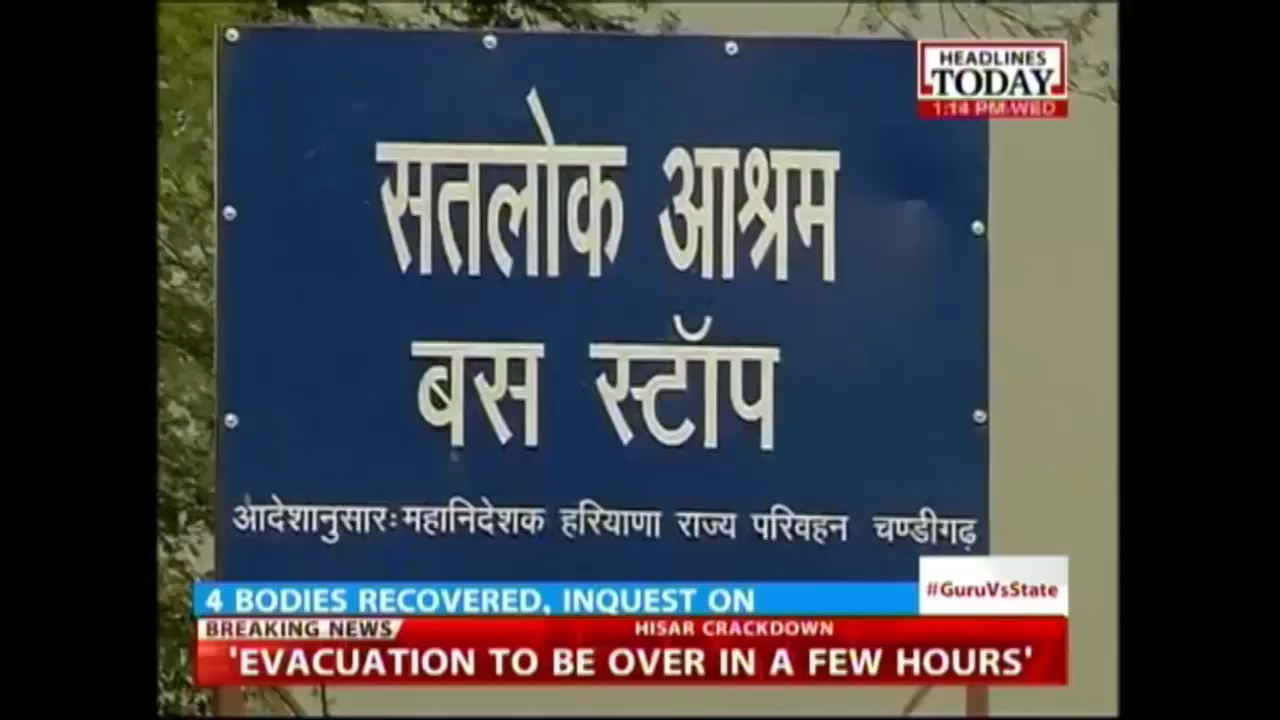 HEADLINES
TODAY
1:14 PM WED
सतलोक आश्रम
बस स्टॉप
आदेशानुसारः महानिदेशक हरियाणा राज्य परिवहन चण्डीगढ़
#GuruVsState
4 BODIES RECOVERED, INQUEST ON
BREAKING NEWS HISAR CRACKDOWN
'EVACUATION TO BE OVER IN A FEW HOURS'